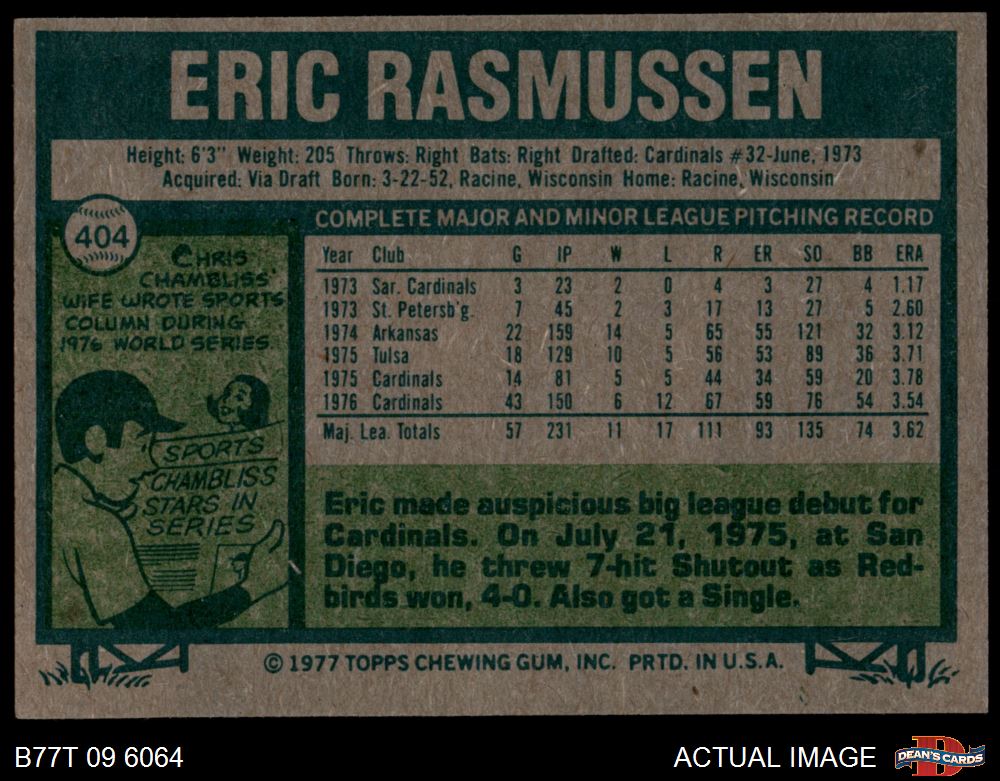 ERIC RASMUSSEN
Height: 6'3" Weight: 205 Throws: Right Bats: Right Drafted: Cardinals #32-June, 1973
Acquired: Via Draft Born: 3-22-52, Racine, Wisconsin Home: Racine, Wisconsin
404
CHRIS
CHAMBLISS'
WIFE WROTE SPORTS
COLUMN DURING
1976 WORLD SERIES
SPORTS
CHAMBLISS
STARS IN
SERIES
COMPLETE MAJOR AND MINOR LEAGUE PITCHING RECORD
Year Club G IP W L R ER SO BB ERA
1973 Sar. Cardinals 3 23 2 0 4 3 27 4 1.17
1973 St. Petersb'g. 7 45 2 3 17 13 27 5 2.60
1974 Arkansas 22 159 14 5 65 55 121 32 3.12
1975 Tulsa 18 129 10 5 56 53 89 36 3.71
1975 Cardinals 14 81 5 5 44 34 59 20 3.78
1976 Cardinals 43 150 6 12 67 59 76 54 3.54
Maj. Lea. Totals 57 231 11 17 111 93 135 74 3.62
Eric made auspicious big league debut for
Cardinals. On July 21, 1975, at San
Diego, he threw 7-hit Shutout as Red-
birds won, 4-0. Also got a Single.
© 1977 TOPPS CHEWING GUM, INC. PRTD. IN U.S.A.
B77T 09 6064
ACTUAL IMAGE
D
DEAN'S CARDS